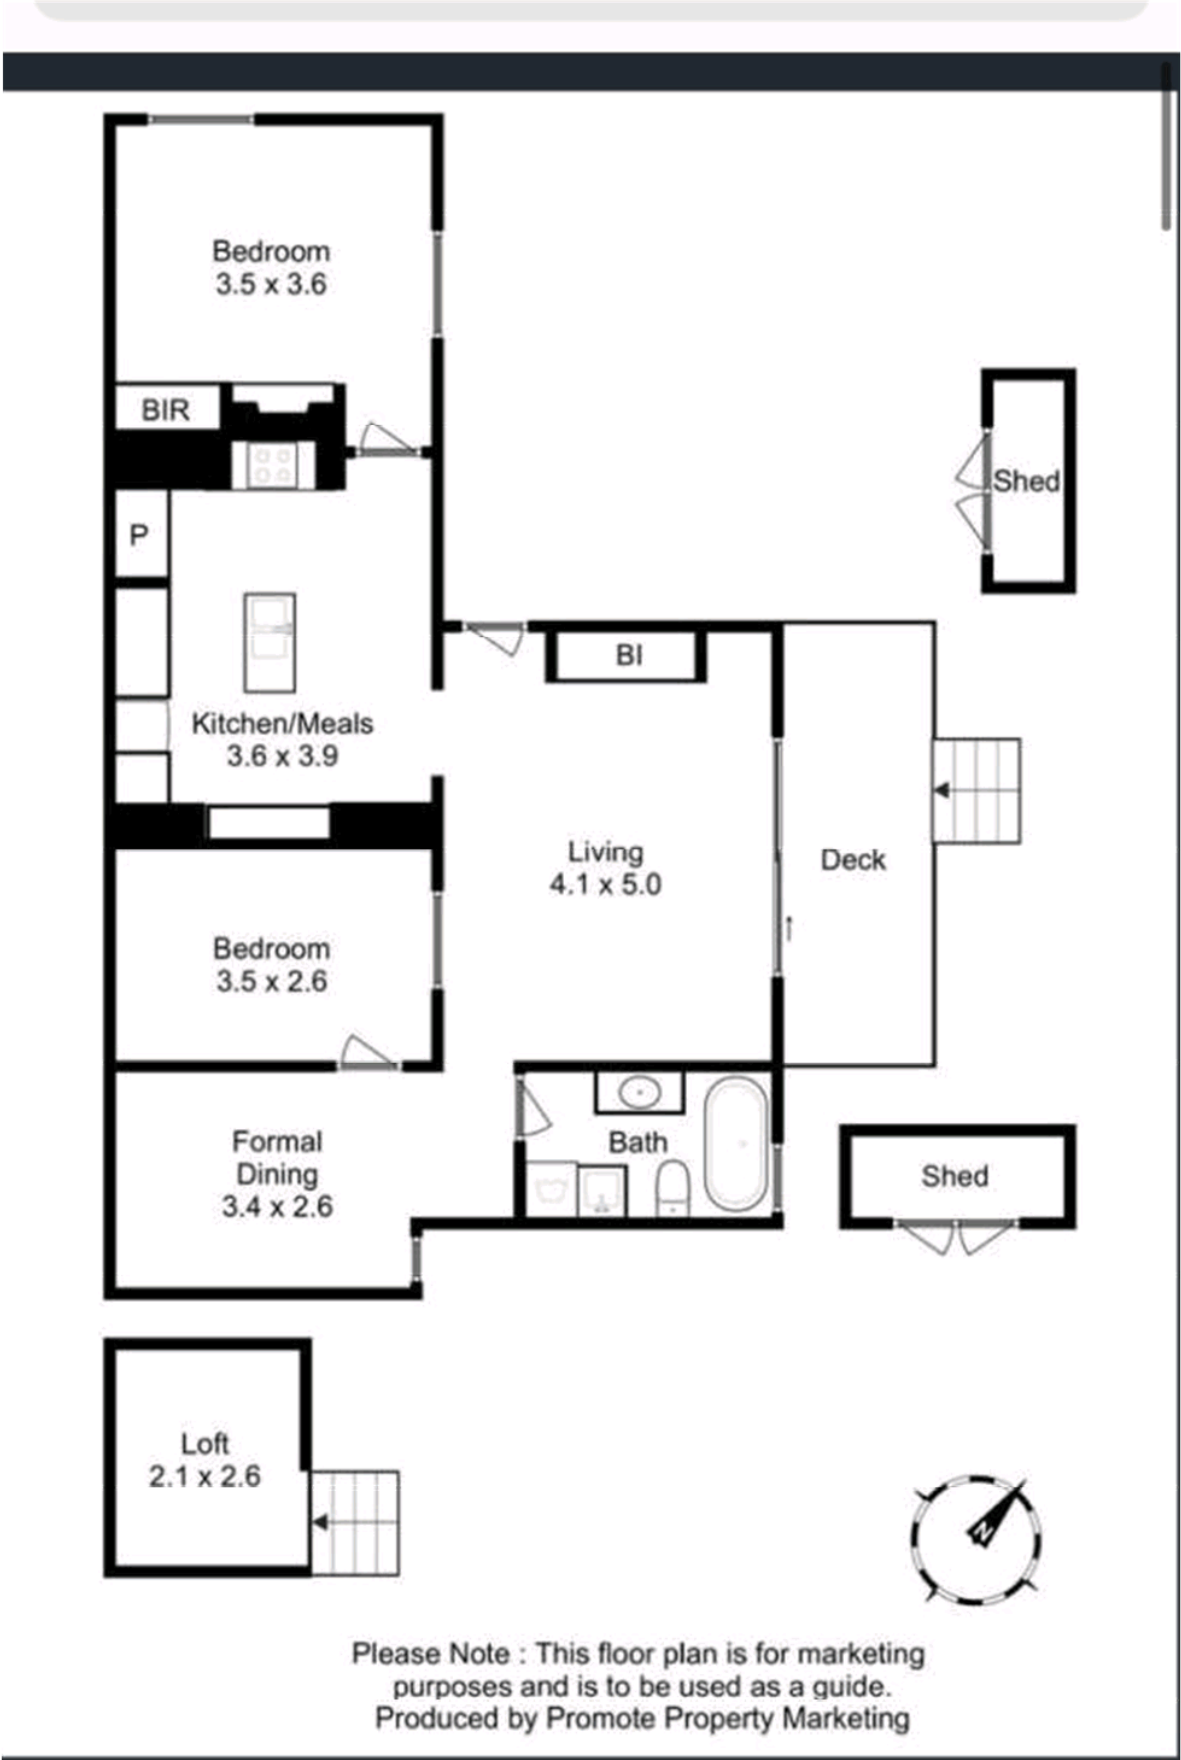 Bedroom
3.5 x 3.6
BIR
Shed
P
BI
Kitchen/Meals
3.6 x 3.9
Living
4.1 x 5.0
Deck
Bedroom
3.5 x 2.6
Formal
Dining
3.4 x 2.6
Bath
Shed
Loft
2.1 x 2.6
N
Please Note : This floor plan is for marketing
purposes and is to be used as a guide.
Produced by Promote Property Marketing